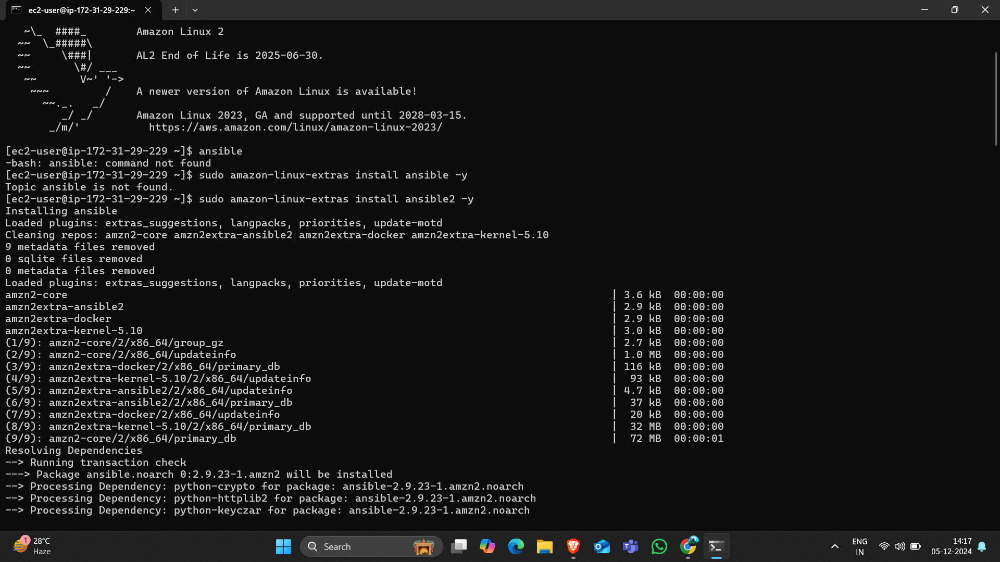 ec2-user@ip-172-31-29-229:~
~\_  ####_        Amazon Linux 2
~~  \_#####\
~~     \###|       AL2 End of Life is 2025-06-30.
~~       \#/ ___
~~       V~' '->
~~~         /    A newer version of Amazon Linux is available!
~~._.   _/
_/ _/       Amazon Linux 2023, GA and supported until 2028-03-15.
_/m/'           https://aws.amazon.com/linux/amazon-linux-2023/
[ec2-user@ip-172-31-29-229 ~]$ ansible
-bash: ansible: command not found
[ec2-user@ip-172-31-29-229 ~]$ sudo amazon-linux-extras install ansible -y
Topic ansible is not found.
[ec2-user@ip-172-31-29-229 ~]$ sudo amazon-linux-extras install ansible2 -y
Installing ansible
Loaded plugins: extras_suggestions, langpacks, priorities, update-motd
Cleaning repos: amzn2-core amzn2extra-ansible2 amzn2extra-docker amzn2extra-kernel-5.10
9 metadata files removed
0 sqlite files removed
0 metadata files removed
Loaded plugins: extras_suggestions, langpacks, priorities, update-motd
amzn2-core | 3.6 kB  00:00:00
amzn2extra-ansible2 | 2.9 kB  00:00:00
amzn2extra-docker | 2.9 kB  00:00:00
amzn2extra-kernel-5.10 | 3.0 kB  00:00:00
(1/9): amzn2-core/2/x86_64/group_gz | 2.7 kB  00:00:00
(2/9): amzn2-core/2/x86_64/updateinfo | 1.0 MB  00:00:00
(3/9): amzn2extra-docker/2/x86_64/primary_db | 116 kB  00:00:00
(4/9): amzn2extra-kernel-5.10/2/x86_64/updateinfo |  93 kB  00:00:00
(5/9): amzn2extra-ansible2/2/x86_64/updateinfo | 4.7 kB  00:00:00
(6/9): amzn2extra-ansible2/2/x86_64/primary_db |  37 kB  00:00:00
(7/9): amzn2extra-docker/2/x86_64/updateinfo |  20 kB  00:00:00
(8/9): amzn2extra-kernel-5.10/2/x86_64/primary_db |  32 MB  00:00:00
(9/9): amzn2-core/2/x86_64/primary_db |  72 MB  00:00:01
Resolving Dependencies
--> Running transaction check
---> Package ansible.noarch 0:2.9.23-1.amzn2 will be installed
--> Processing Dependency: python-crypto for package: ansible-2.9.23-1.amzn2.noarch
--> Processing Dependency: python-httplib2 for package: ansible-2.9.23-1.amzn2.noarch
--> Processing Dependency: python-keyczar for package: ansible-2.9.23-1.amzn2.noarch
1
28°C
Haze
Search
ENG
IN
14:17
05-12-2024